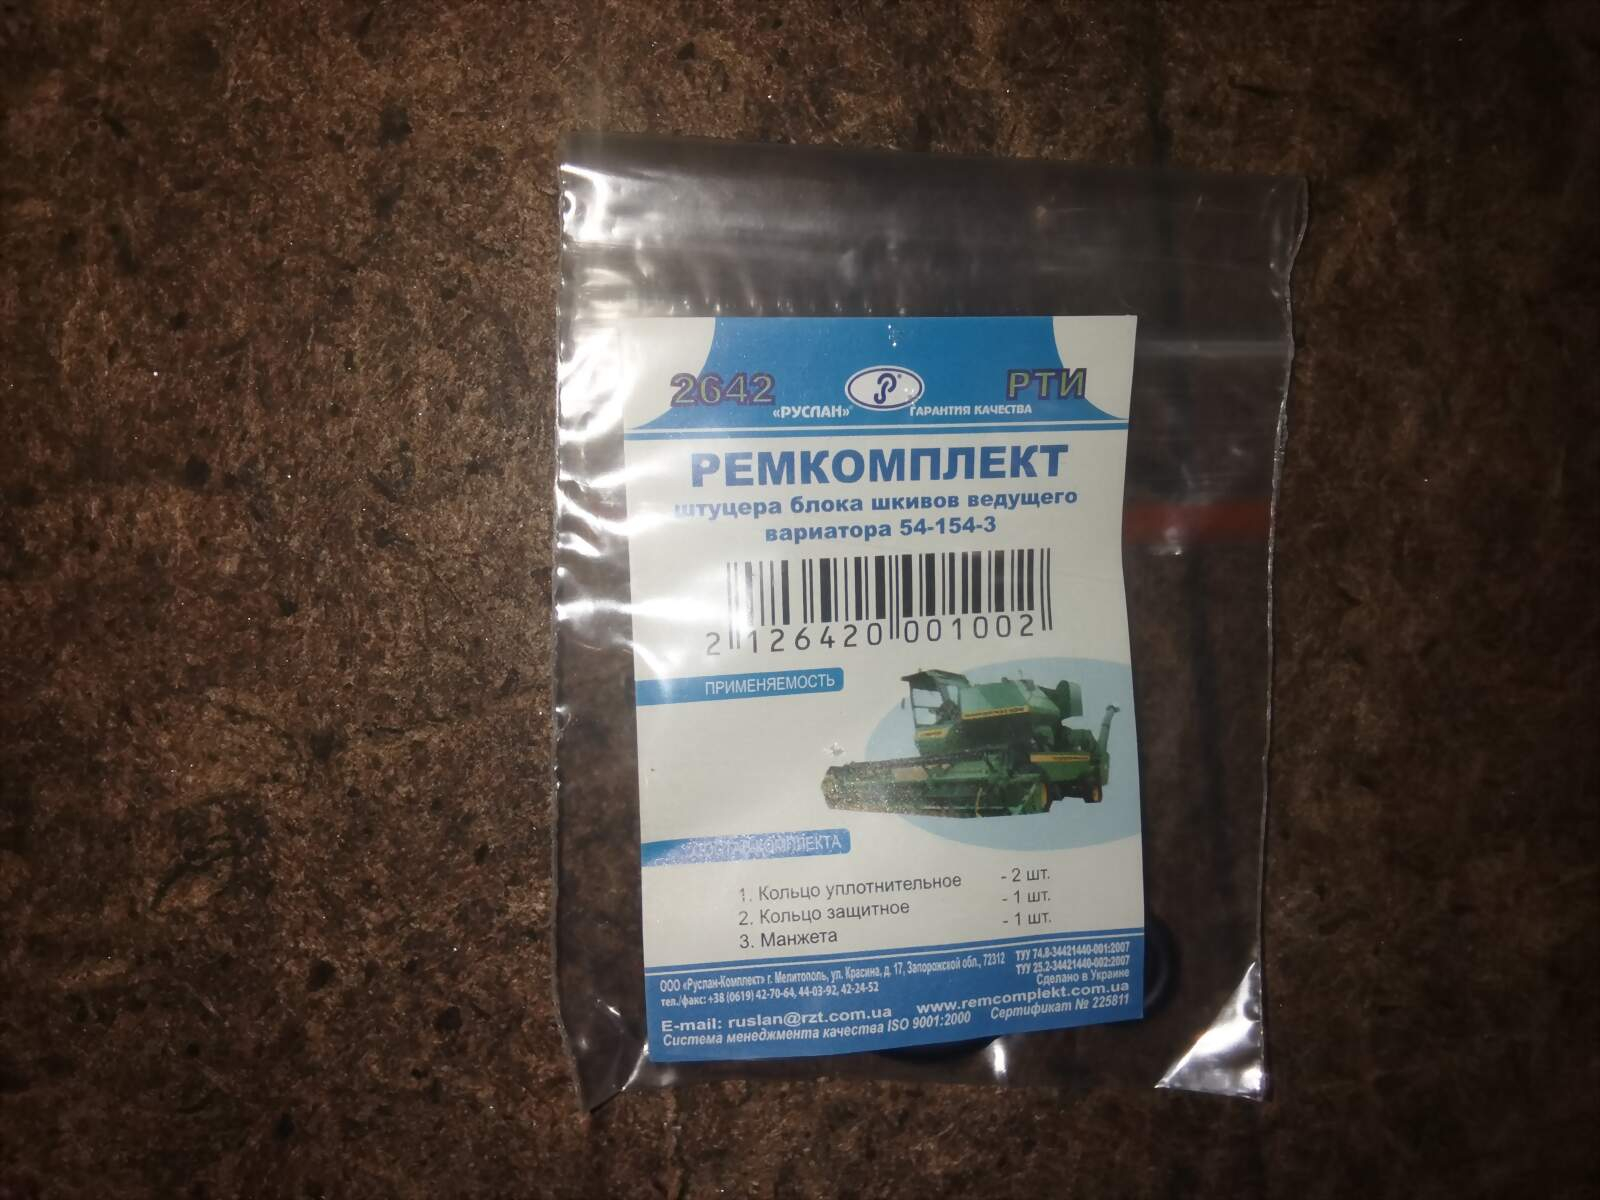 2642
РТИ
«РУСЛАН»
ГАРАНТИЯ КАЧЕСТВА
РЕМКОМПЛЕКТ
штуцера блока шкивов ведущего
вариатора 54-154-3
2 126420 001002
ПРИМЕНЯЕМОСТЬ
СОСТАВ КОМПЛЕКТА
1. Кольцо уплотнительное - 2 шт.
2. Кольцо защитное - 1 шт.
3. Манжета - 1 шт.
ООО «Руслан-Комплект» г. Мелитополь, ул. Красина, д. 17, Запорожской обл., 72312
тел./факс: +38 (0619) 42-70-64, 44-03-92, 42-24-52
ТУУ 74.8-34421440-001:2007
ТУУ 25.2-34421440-002:2007
Сделано в Украине
E-mail: ruslan@rzt.com.ua www.remcomplekt.com.ua
Система менеджмента качества ISO 9001:2000 Сертификат № 225811